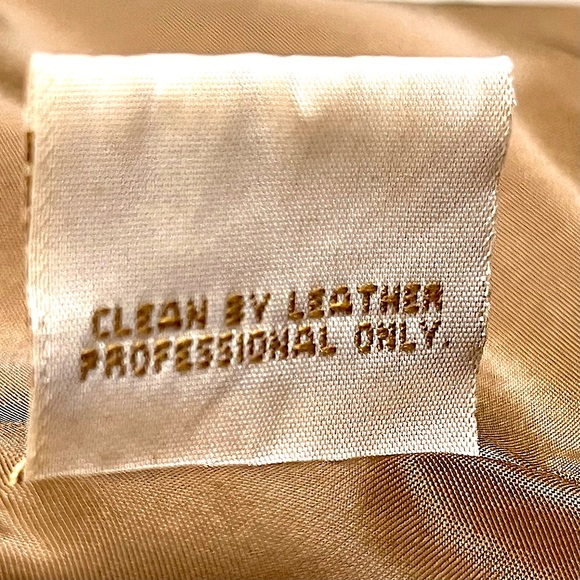 CLEAN BY LEATHER
PROFESSIONAL ONLY.